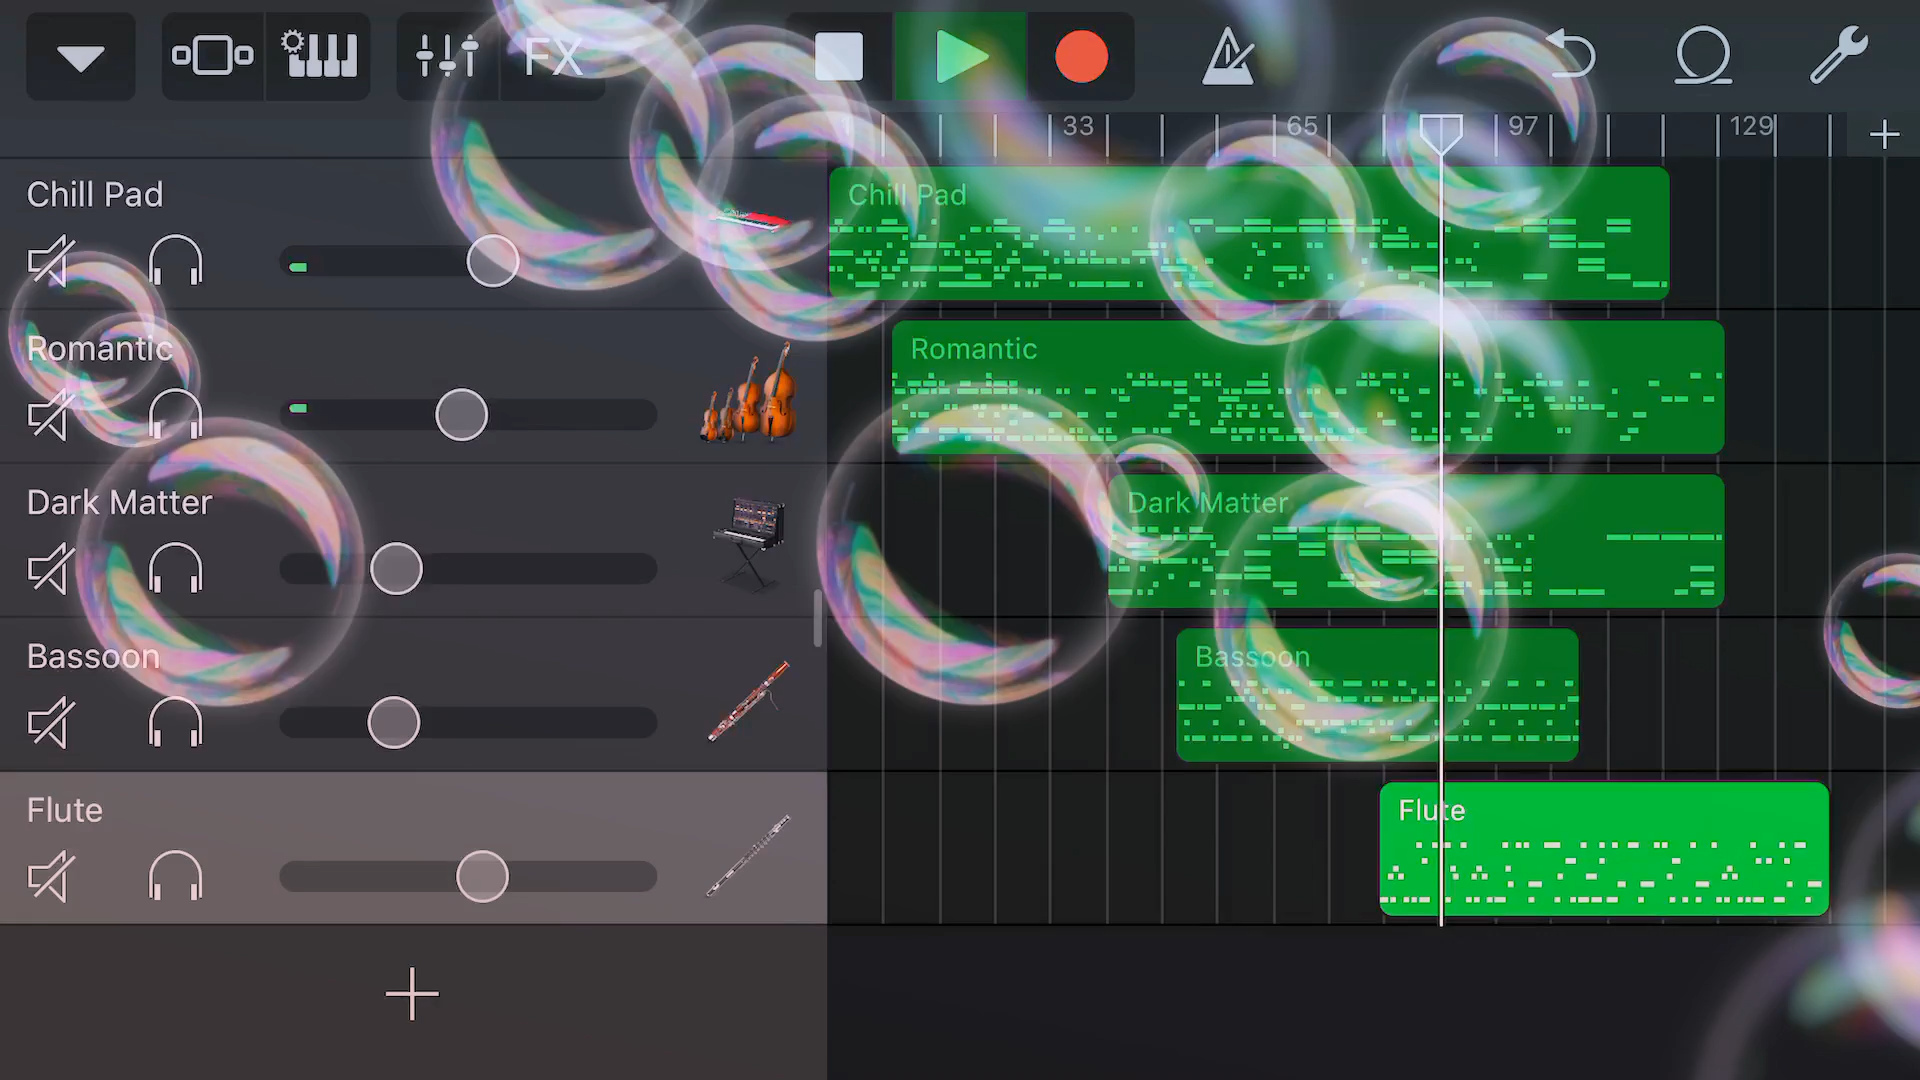 FX
33
65
97
129
Chill Pad
Chill Pad
Romantic
Romantic
Dark Matter
Dark Matter
Bassoon
Bassoon
Flute
Flute